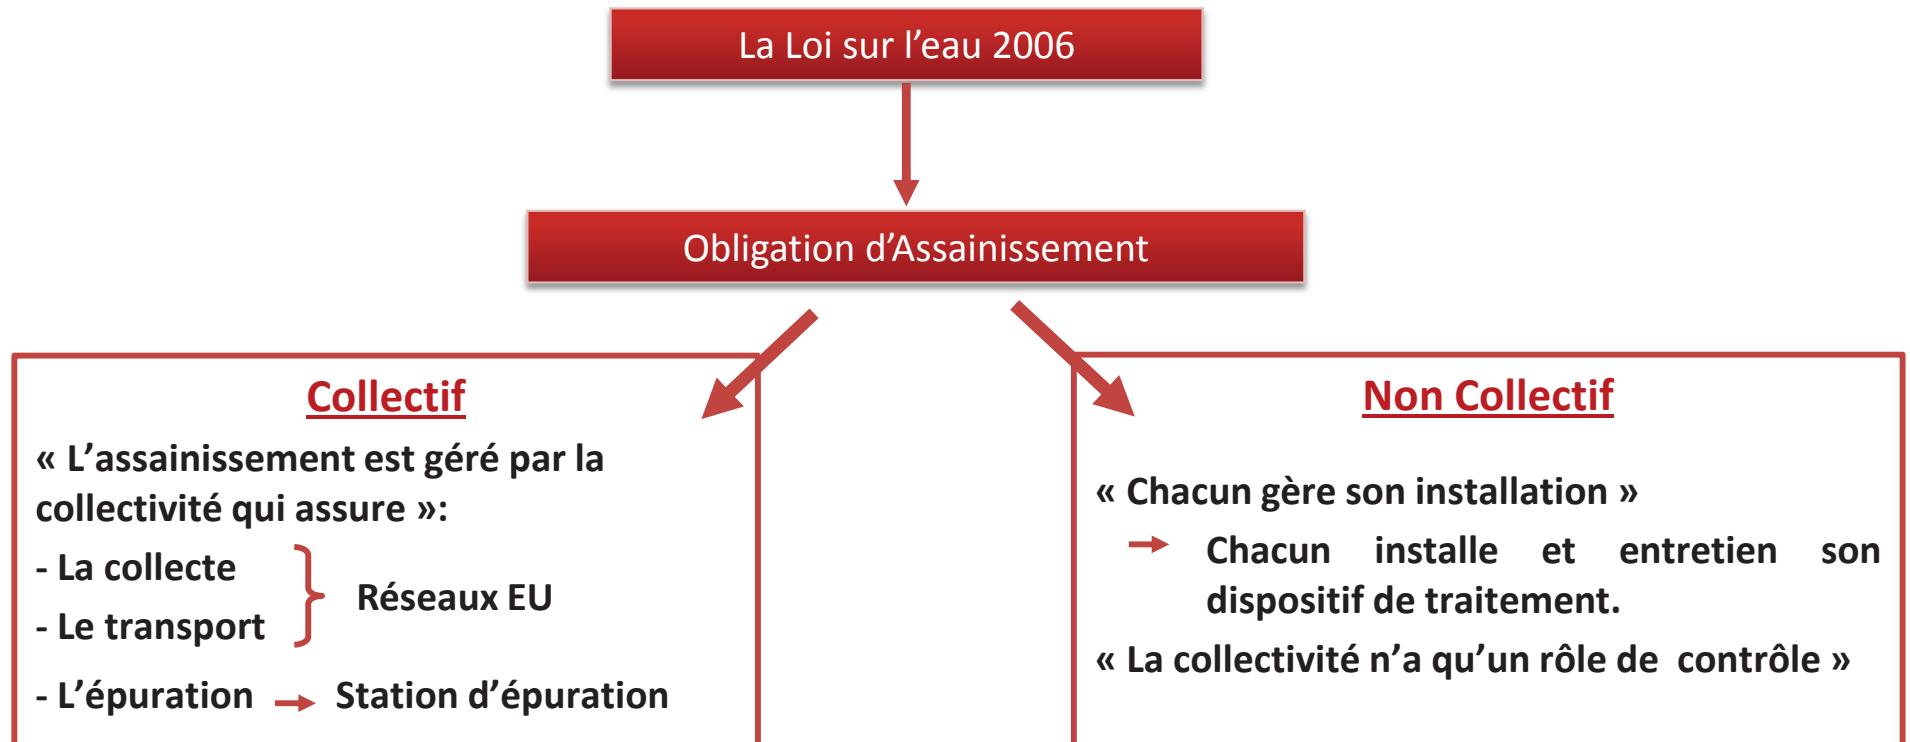 La Loi sur l’eau 2006
Obligation d’Assainissement
Collectif
« L’assainissement est géré par la
collectivité qui assure »:
- La collecte
- Le transport
Réseaux EU
- L’épuration
Station d’épuration
Non Collectif
« Chacun gère son installation »
Chacun installe et entretien son
dispositif de traitement.
« La collectivité n’a qu’un rôle de contrôle »